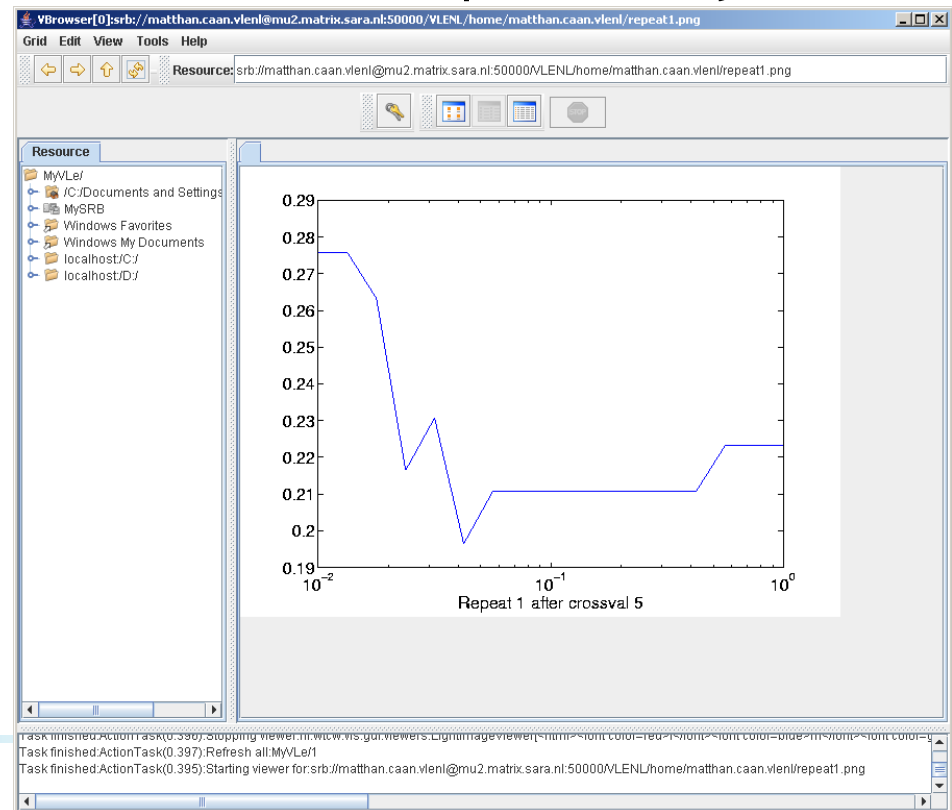 VBrowser[0]:srb://matthan.caan.vlenl@mu2.matrix.sara.nl:50000/VLENL/home/matthan.caan.vlenl/repeat1.png
Grid Edit View Tools Help
Resource: srb://matthan.caan.vlenl@mu2.matrix.sara.nl:50000/VLENL/home/matthan.caan.vlenl/repeat1.png
STOP
Resource
MyVLe/
/C:/Documents and Settings
MySRB
Windows Favorites
Windows My Documents
localhost:/C:/
localhost:/D:/
0.29
0.28
0.27
0.26
0.25
0.24
0.23
0.22
0.21
0.2
0.19
10⁻² 10⁻¹ 10⁰
Repeat 1 after crossval 5
Task finished:ActionTask(0.397):Refresh all:MyVLe/1
Task finished:ActionTask(0.395):Starting viewer for:srb://matthan.caan.vlenl@mu2.matrix.sara.nl:50000/VLENL/home/matthan.caan.vlenl/repeat1.png